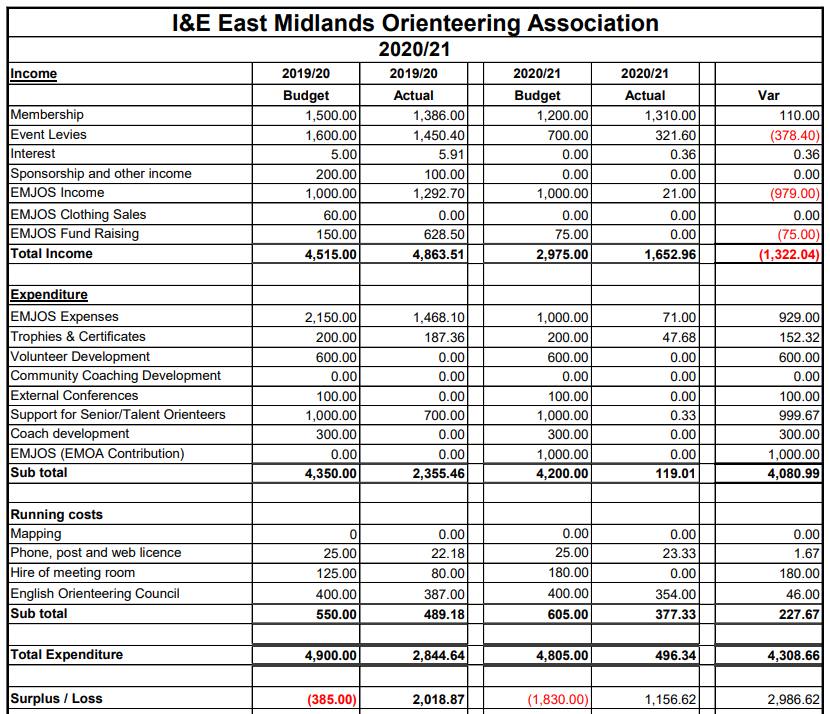 I&E East Midlands Orienteering Association
2020/21
Income 2019/20 2019/20 2020/21 2020/21
Budget Actual Budget Actual Var
Membership 1,500.00 1,386.00 1,200.00 1,310.00 110.00
Event Levies 1,600.00 1,450.40 700.00 321.60 (378.40)
Interest 5.00 5.91 0.00 0.36 0.36
Sponsorship and other income 200.00 100.00 0.00 0.00 0.00
EMJOS Income 1,000.00 1,292.70 1,000.00 21.00 (979.00)
EMJOS Clothing Sales 60.00 0.00 0.00 0.00 0.00
EMJOS Fund Raising 150.00 628.50 75.00 0.00 (75.00)
Total Income 4,515.00 4,863.51 2,975.00 1,652.96 (1,322.04)
Expenditure
EMJOS Expenses 2,150.00 1,468.10 1,000.00 71.00 929.00
Trophies & Certificates 200.00 187.36 200.00 47.68 152.32
Volunteer Development 600.00 0.00 600.00 0.00 600.00
Community Coaching Development 0.00 0.00 0.00 0.00 0.00
External Conferences 100.00 0.00 100.00 0.00 100.00
Support for Senior/Talent Orienteers 1,000.00 700.00 1,000.00 0.33 999.67
Coach development 300.00 0.00 300.00 0.00 300.00
EMJOS (EMOA Contribution) 0.00 0.00 1,000.00 0.00 1,000.00
Sub total 4,350.00 2,355.46 4,200.00 119.01 4,080.99
Running costs
Mapping 0 0.00 0.00 0.00 0.00
Phone, post and web licence 25.00 22.18 25.00 23.33 1.67
Hire of meeting room 125.00 80.00 180.00 0.00 180.00
English Orienteering Council 400.00 387.00 400.00 354.00 46.00
Sub total 550.00 489.18 605.00 377.33 227.67
Total Expenditure 4,900.00 2,844.64 4,805.00 496.34 4,308.66
Surplus / Loss (385.00) 2,018.87 (1,830.00) 1,156.62 2,986.62